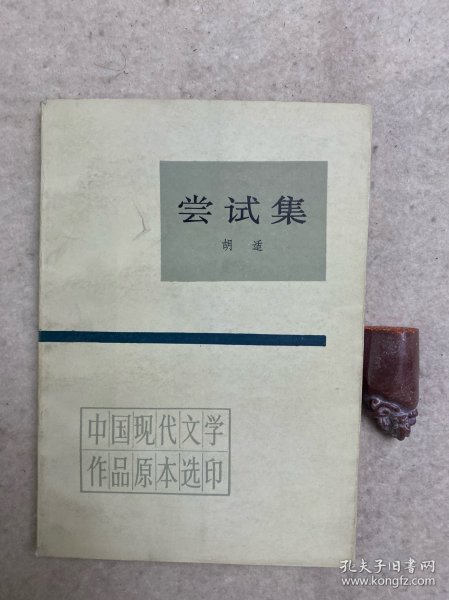 尝试集
胡 适
中国现代文学
作品原本选印
孔夫子旧书网
www.kongfz.com